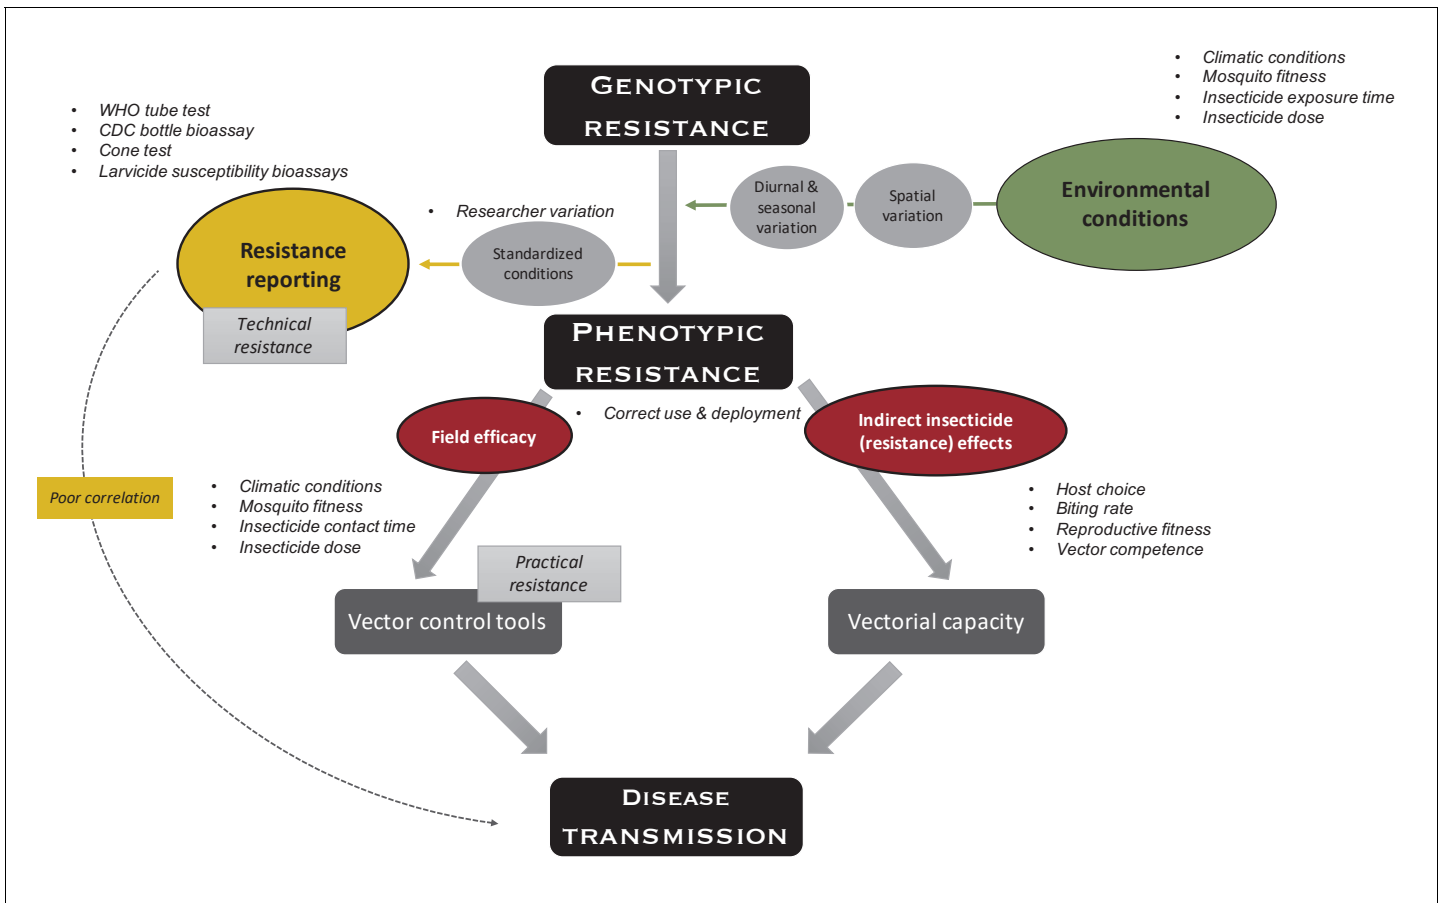 GENOTYPIC
RESISTANCE
• Climatic conditions
• Mosquito fitness
• Insecticide exposure time
• Insecticide dose
• WHO tube test
• CDC bottle bioassay
• Cone test
• Larvicide susceptibility bioassays
Diurnal &
seasonal
variation
Spatial
variation
Environmental
conditions
• Researcher variation
Standardized
conditions
Resistance
reporting
Technical
resistance
PHENOTYPIC
RESISTANCE
• Correct use & deployment
Field efficacy
Indirect insecticide
(resistance) effects
Poor correlation
• Climatic conditions
• Mosquito fitness
• Insecticide contact time
• Insecticide dose
• Host choice
• Biting rate
• Reproductive fitness
• Vector competence
Practical
resistance
Vector control tools
Vectorial capacity
DISEASE
TRANSMISSION